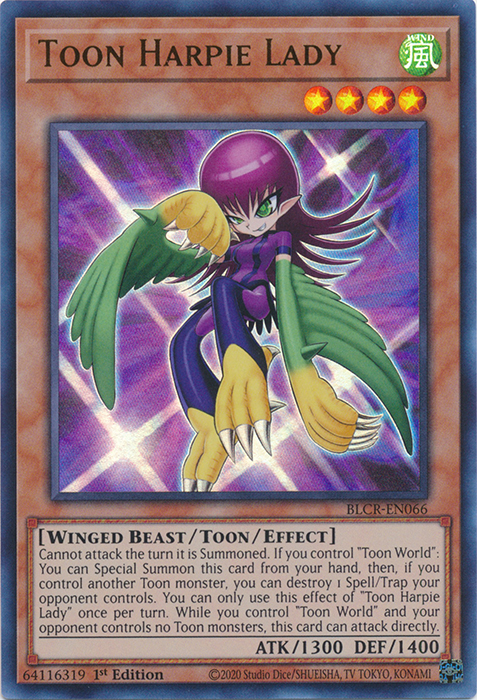 TOON HARPIE LADY
WIND
風
BLCR-EN066
[WINGED BEAST/TOON/EFFECT]
Cannot attack the turn it is Summoned. If you control "Toon World":
You can Special Summon this card from your hand, then, if you
control another Toon monster, you can destroy 1 Spell/Trap your
opponent controls. You can only use this effect of "Toon Harpie
Lady" once per turn. While you control "Toon World" and your
opponent controls no Toon monsters, this card can attack directly.
ATK/1300 DEF/1400
64116319 1st Edition ©2020 Studio Dice/SHUEISHA, TV TOKYO, KONAMI